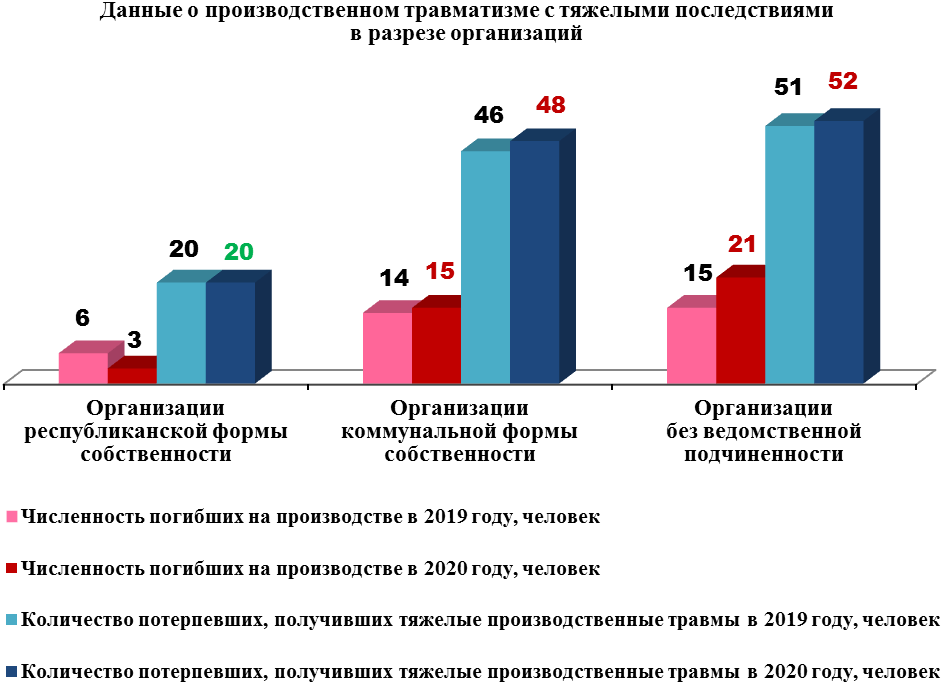 Данные о производственном травматизме с тяжелыми последствиями
в разрезе организаций
6
3
20
20
14
15
46
48
15
21
51
52
Организации
республиканской формы
собственности
Организации
коммунальной формы
собственности
Организации
без ведомственной
подчиненности
Численность погибших на производстве в 2019 году, человек
Численность погибших на производстве в 2020 году, человек
Количество потерпевших, получивших тяжелые производственные травмы в 2019 году, человек
Количество потерпевших, получивших тяжелые производственные травмы в 2020 году, человек